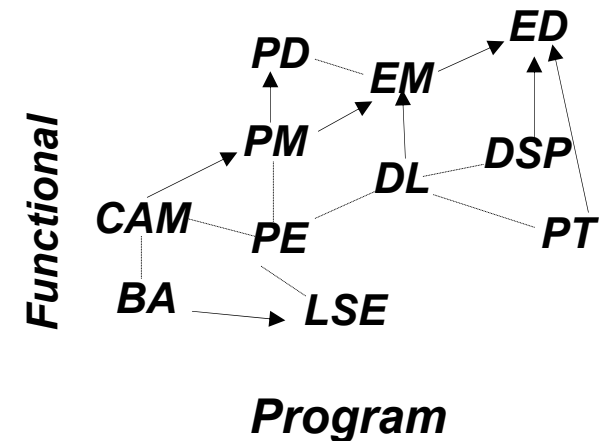 ED
PD
EM
PM
DSP
DL
CAM
PE
PT
BA
LSE
Functional
Program